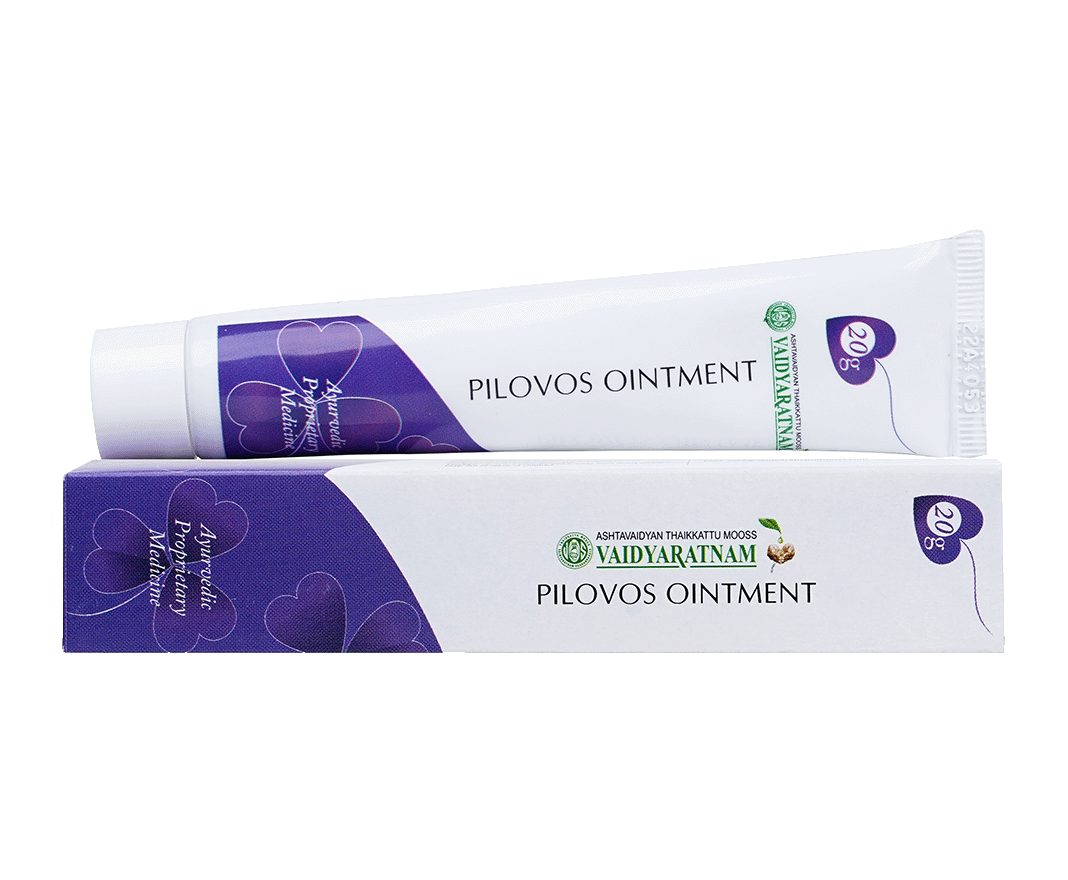 Ayurvedic
Proprietary
Medicine
PILOVOS OINTMENT
ASHTAVAIDYAN THAIKKATTU MOOSS
VAIDYARATNAM
20g
22A4053
Ayurvedic
Proprietary
Medicine
ASHTAVAIDYAN THAIKKATTU MOOSS
VAIDYARATNAM
PILOVOS OINTMENT
20g